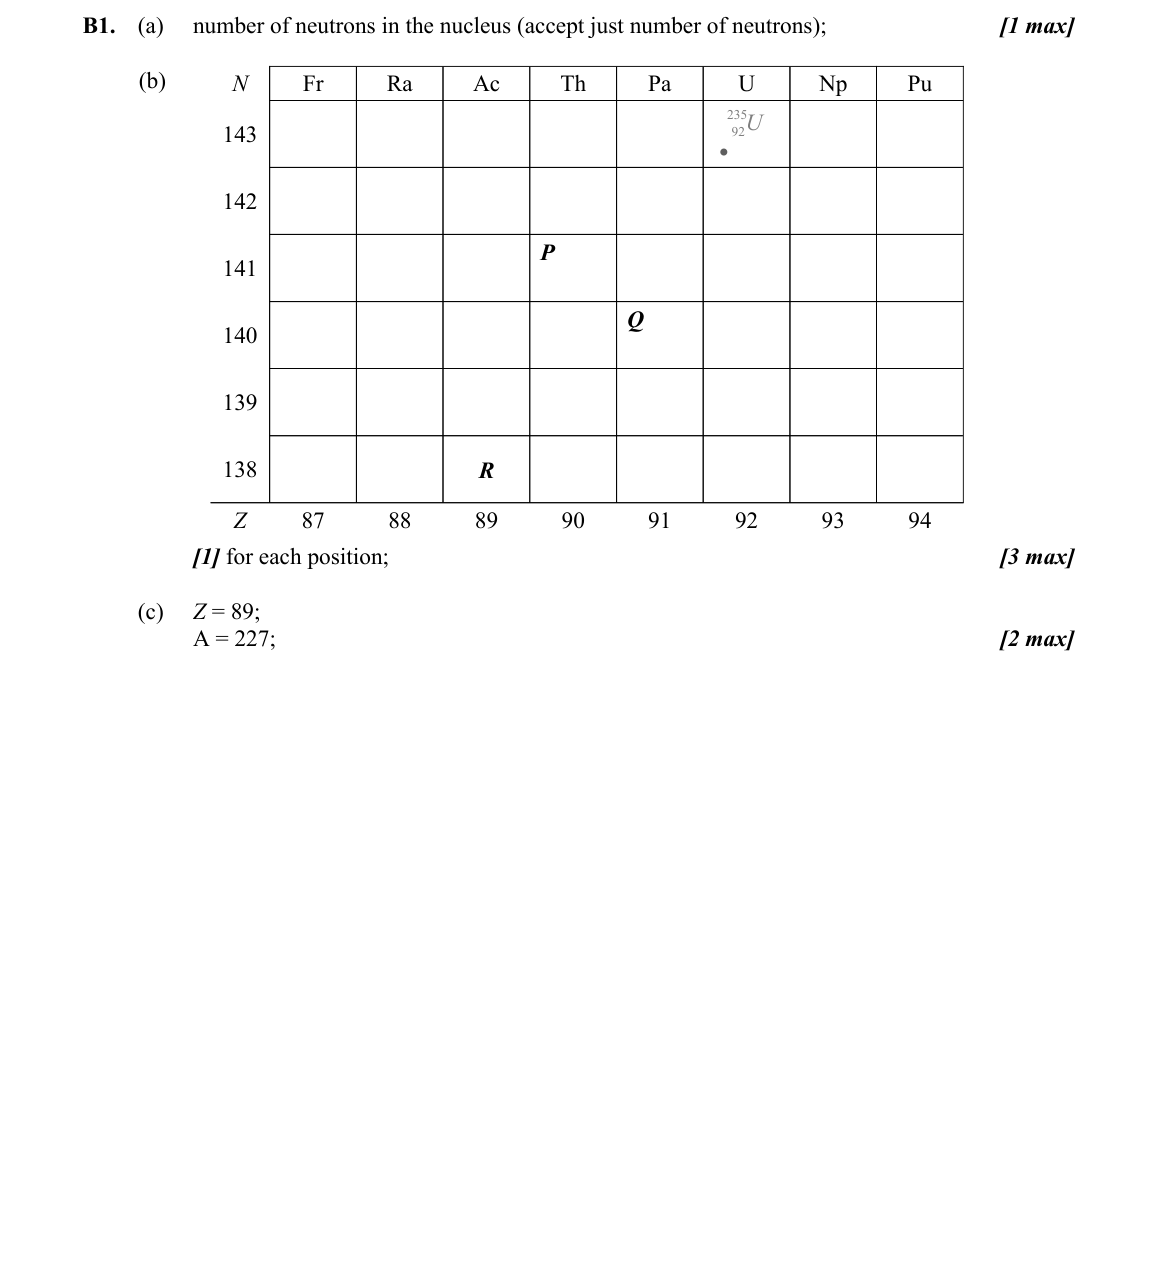 B1. (a) number of neutrons in the nucleus (accept just number of neutrons); [1 max]
(b) N Fr Ra Ac Th Pa U Np Pu
143 235 92 U
142
141 P
140 Q
139
138 R
Z 87 88 89 90 91 92 93 94
[1] for each position; [3 max]
(c) Z = 89;
A = 227; [2 max]